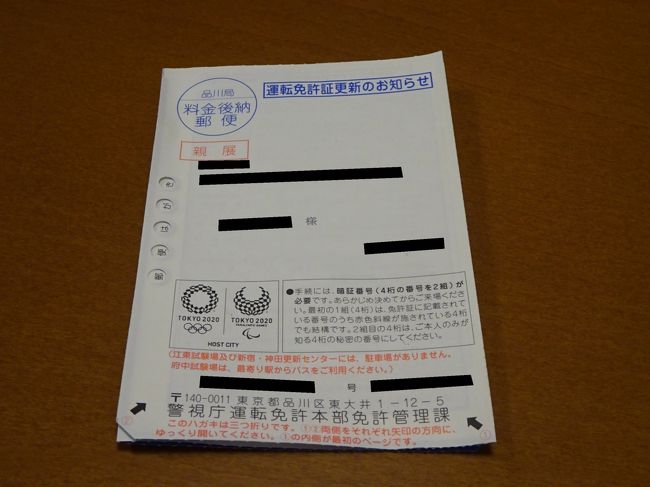 品川局
料金後納
郵便
運転免許証更新のお知らせ
親展
様
郵便はがき
TOKYO 2020
TOKYO 2020
PARALYMPIC GAMES
HOST CITY
●手続には、暗証番号(4桁の番号を2組)が
必要です。あらかじめ決めてからご来場くださ
い。最初の1組(4桁)は、免許証に記載されて
いる番号のうち赤色斜線が施されている4桁
でも結構です。2組目の4桁は、ご本人のみが
知る4桁の秘密の番号にしてください。
(江東試験場及び新宿・神田更新センターには、駐車場がありません。
府中試験場は、最寄り駅からバスをご利用ください。)
号
〒140-0011 東京都品川区東大井1-12-5
警視庁運転免許本部免許管理課
このハガキは三つ折りです。①②両側をそれぞれ矢印の方向に、
ゆっくり開いてください。①の内側が最初のページです。
②
①